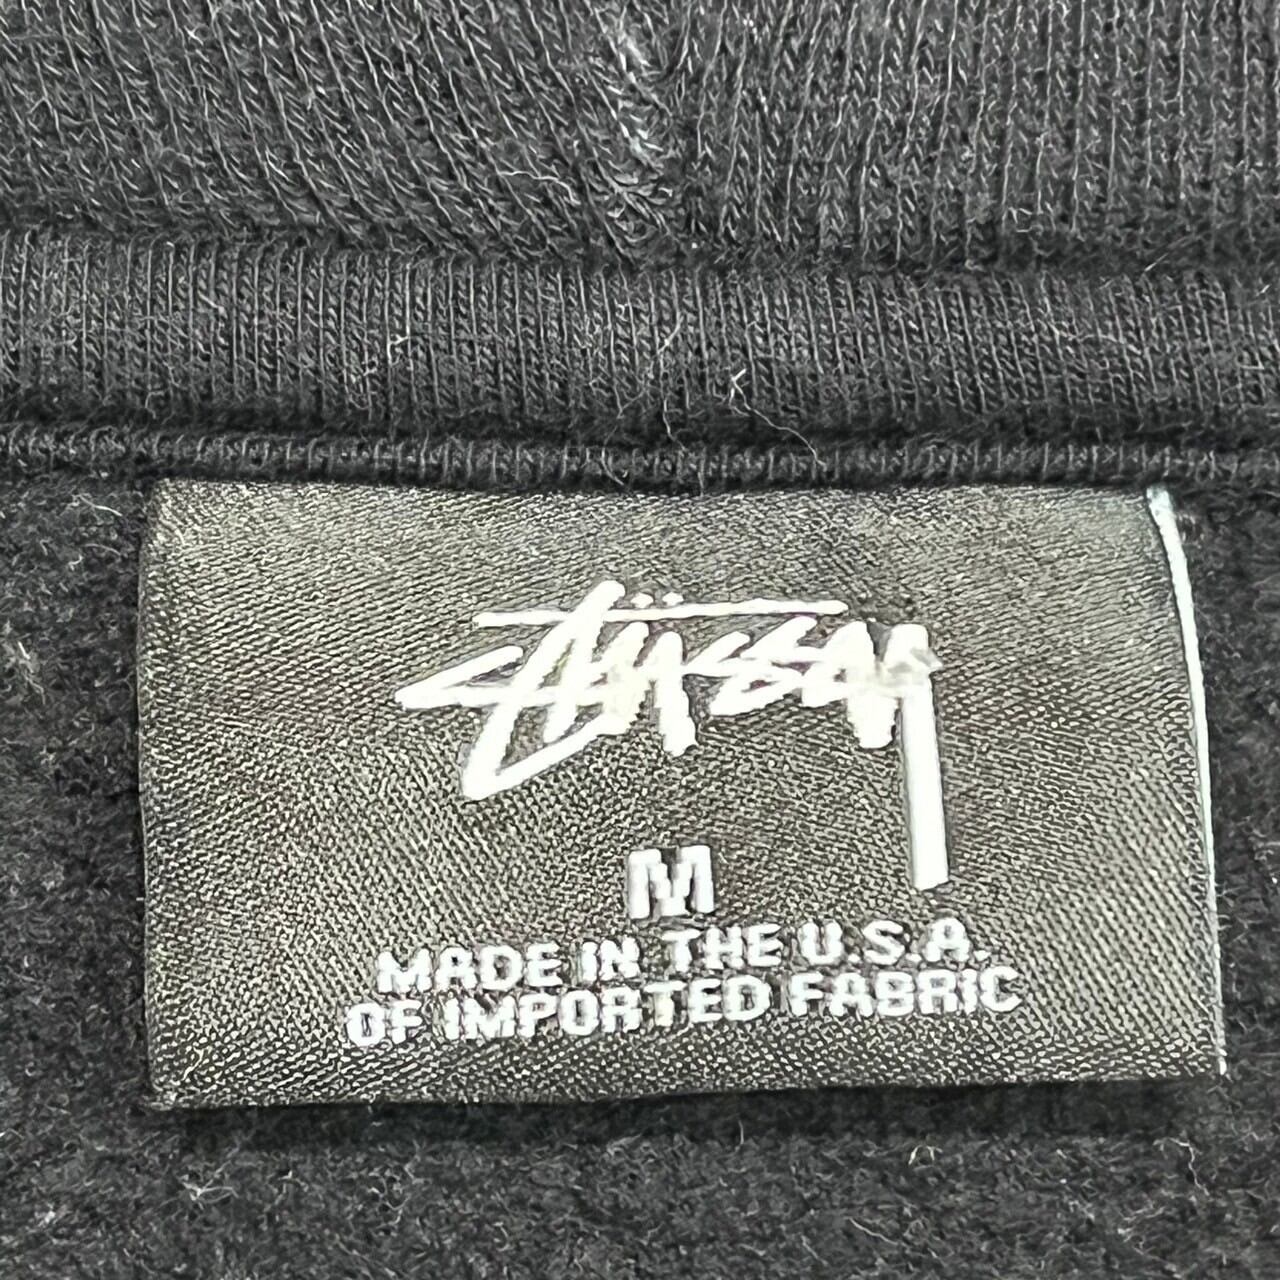 Stüssy
M
MADE IN THE U.S.A.
OF IMPORTED FABRIC